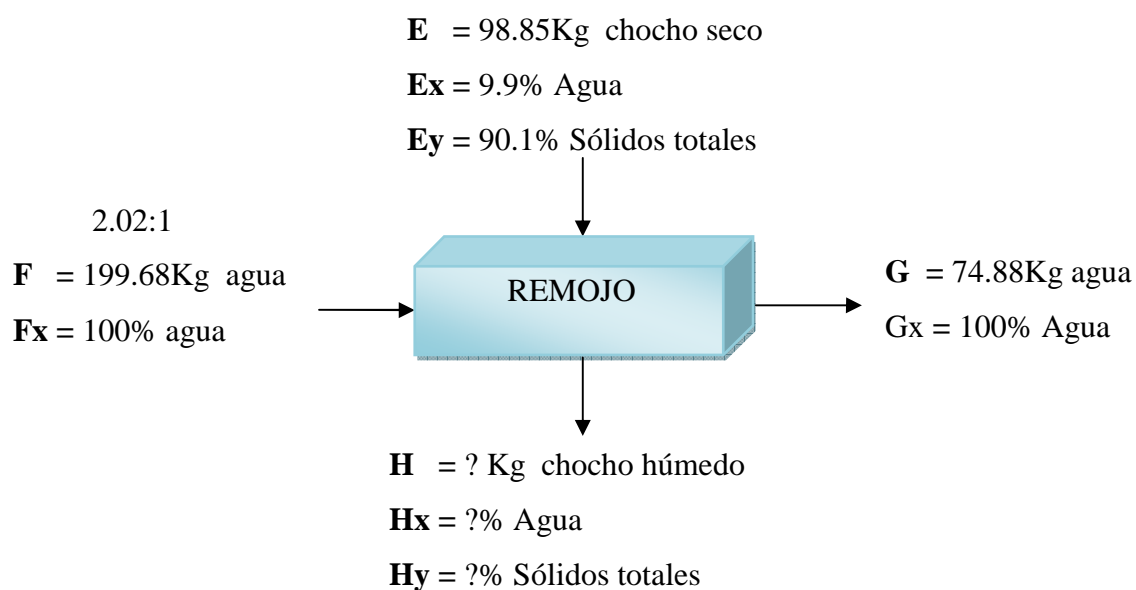 E = 98.85Kg chocho seco
Ex = 9.9% Agua
Ey = 90.1% Sólidos totales
2.02:1
F = 199.68Kg agua
Fx = 100% agua
REMOJO
G = 74.88Kg agua
Gx = 100% Agua
H = ? Kg chocho húmedo
Hx = ?% Agua
Hy = ?% Sólidos totales